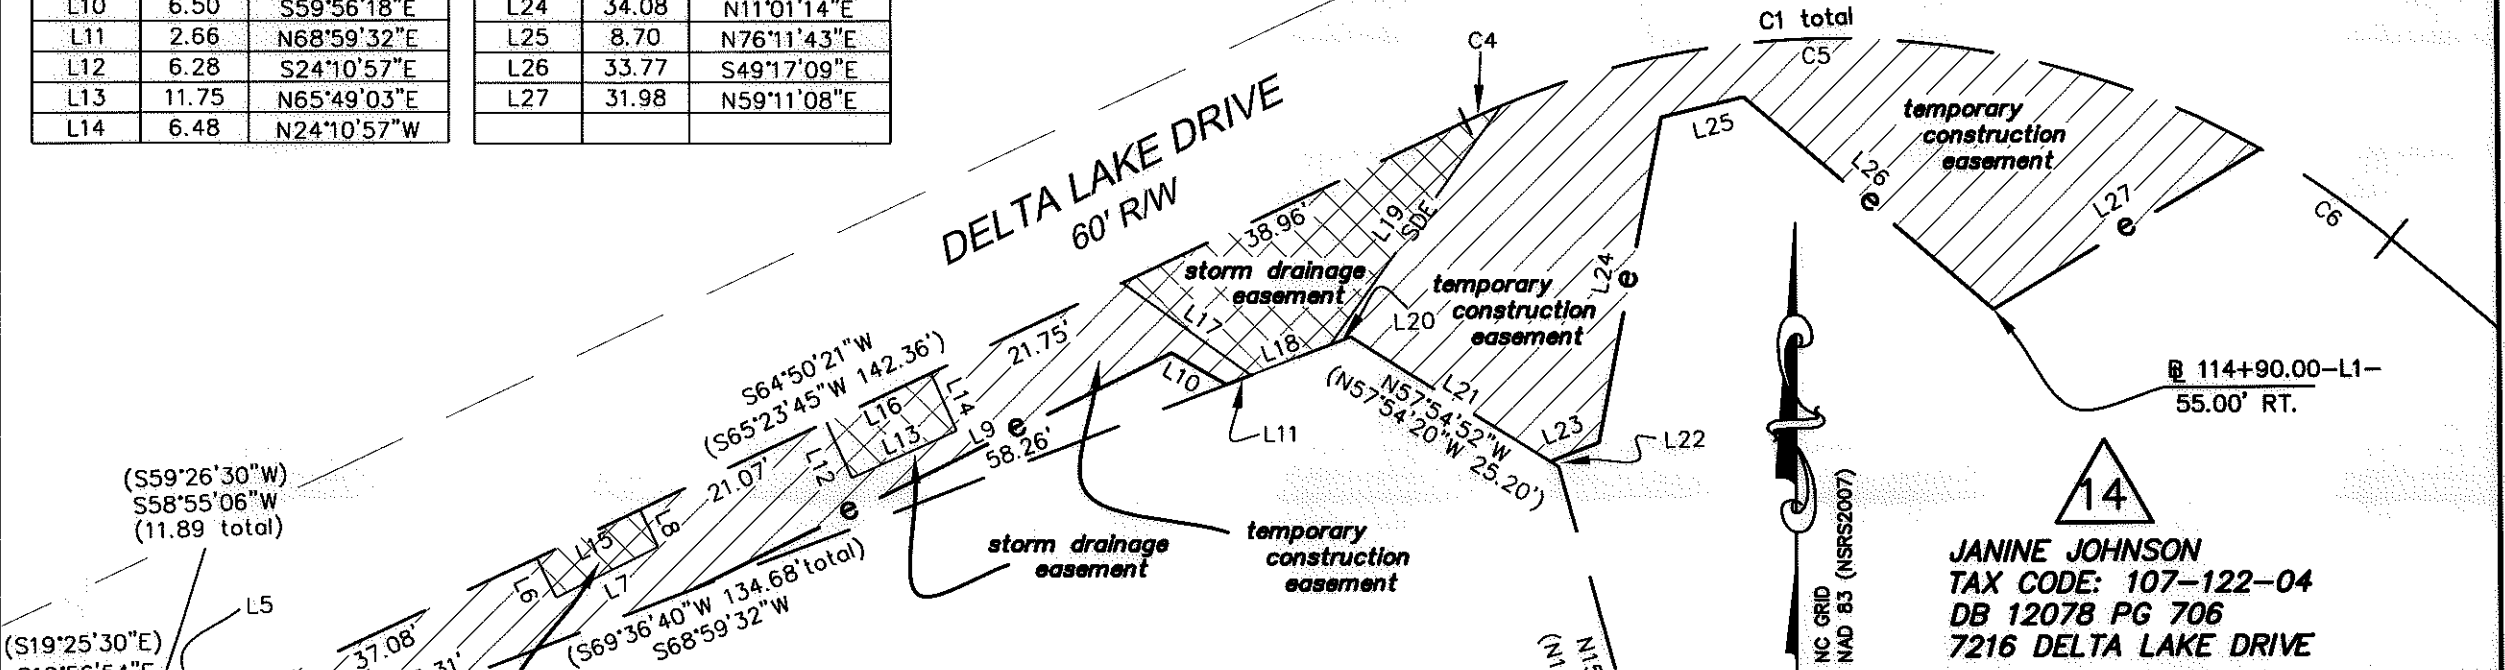 L10 6.50 S59°56'18"E
L11 2.66 N68°59'32"E
L12 6.28 S24°10'57"E
L13 11.75 N65°49'03"E
L14 6.48 N24°10'57"W
L24 34.08 N11°01'14"E
L25 8.70 N76°11'43"E
L26 33.77 S49°17'09"E
L27 31.98 N59°11'08"E
C1 total
C5
C4
temporary
construction
easement
L25
L26
e
L27
e
C6
DELTA LAKE DRIVE
60' R/W
38.96'
L19
SDE
storm drainage
easement
L17
L18
L20
temporary
construction
easement
L24
e
L10
L11
L21
N57°54'52"W
(N57°54'20"W 25.20')
L23
L22
21.75'
S64°50'21"W
(S65°23'45"W 142.36')
L16
L14
L13
L12
L9
e
58.26'
21.07'
e
L15
L8
L7
L6
(S69°36'40"W 134.68'total)
S68°59'32"W
storm drainage
easement
temporary
construction
easement
(S59°26'30"W)
S58°55'06"W
(11.89 total)
L5
(S19°25'30"E)
37.08'
114+90.00-L1-
55.00' RT.
NC GRID
NAD 83 (NSRS2007)
14
JANINE JOHNSON
TAX CODE: 107-122-04
DB 12078 PG 706
7216 DELTA LAKE DRIVE